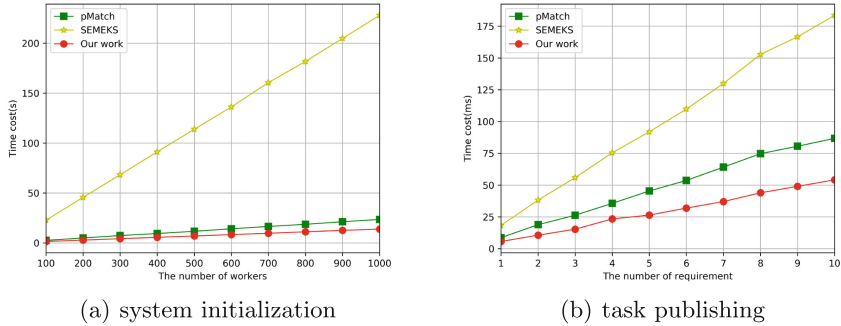 pMatch
SEMEKS
Our work
Time cost(s)
200
150
100
50
0
100 200 300 400 500 600 700 800 900 1000
The number of workers
(a) system initialization
pMatch
SEMEKS
Our work
Time cost(ms)
175
150
125
100
75
50
25
0
1 2 3 4 5 6 7 8 9 10
The number of requirement
(b) task publishing